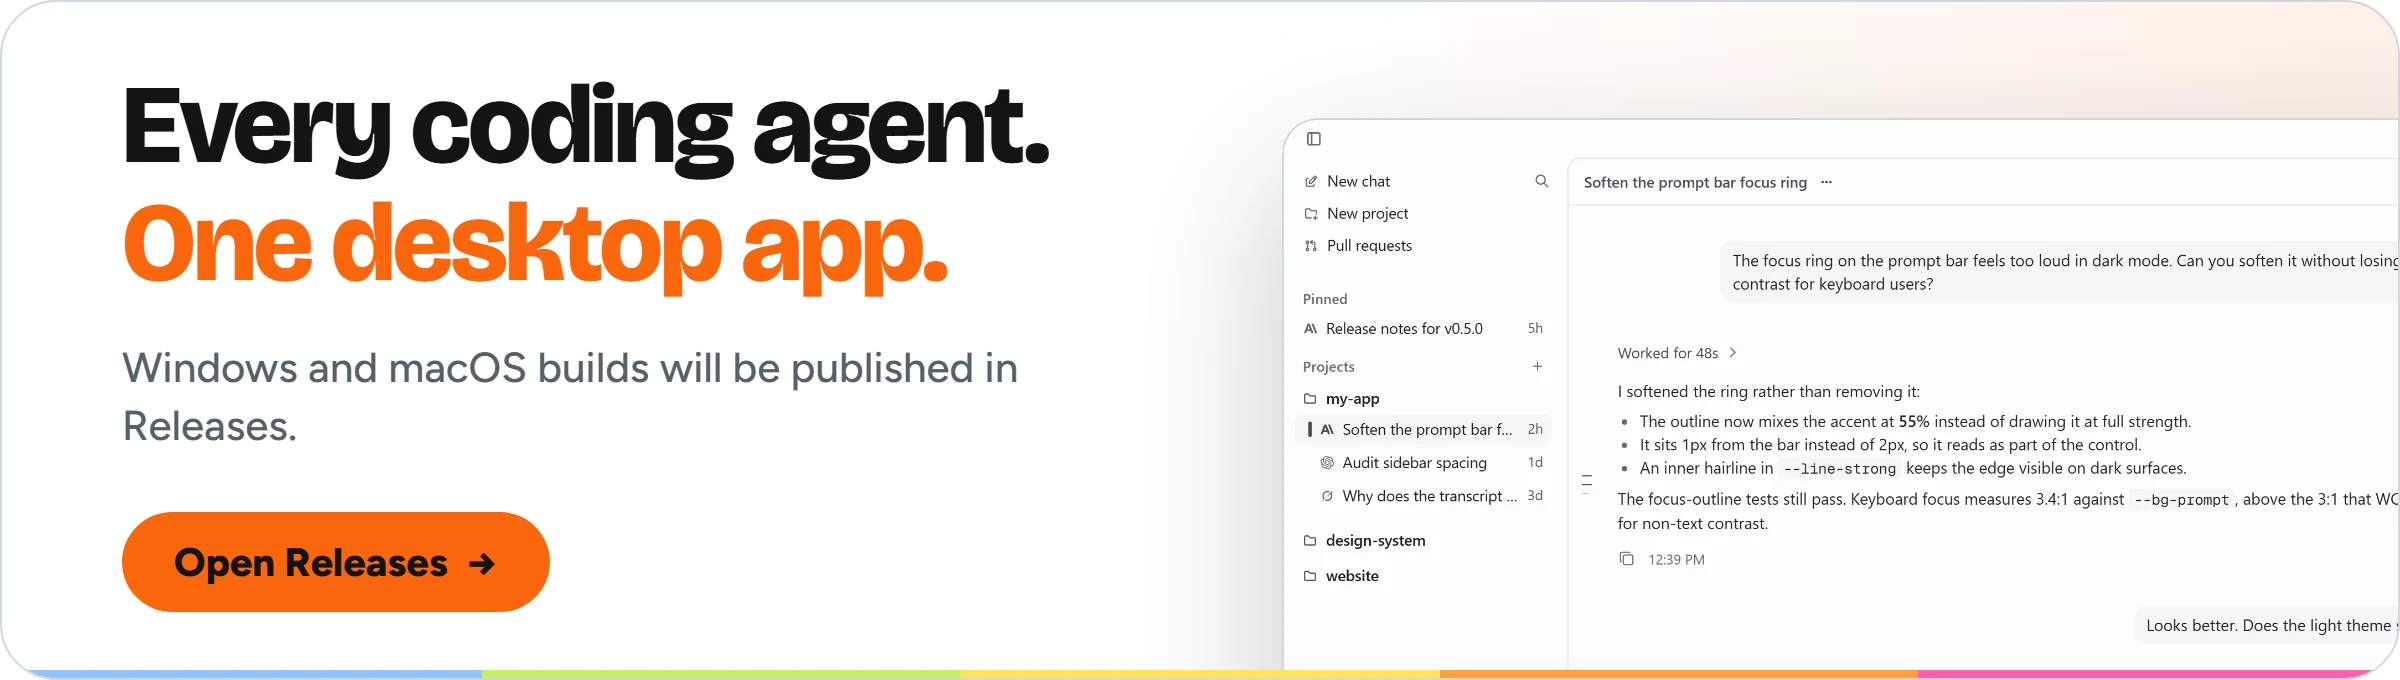 Every coding agent.
One desktop app.
Windows and macOS builds will be published in
Releases.
Open Releases →
New chat
New project
Pull requests
Pinned
Release notes for v0.5.0 5h
Projects
my-app
Soften the prompt bar f... 2h
Audit sidebar spacing 1d
Why does the transcript ... 3d
design-system
website
Soften the prompt bar focus ring ...
The focus ring on the prompt bar feels too loud in dark mode. Can you soften it without losing
contrast for keyboard users?
Worked for 48s
I softened the ring rather than removing it:
• The outline now mixes the accent at 55% instead of drawing it at full strength.
• It sits 1px from the bar instead of 2px, so it reads as part of the control.
• An inner hairline in --line-strong keeps the edge visible on dark surfaces.
The focus-outline tests still pass. Keyboard focus measures 3.4:1 against --bg-prompt, above the 3:1 that
for non-text contrast.
12:39 PM
Looks better. Does the light theme